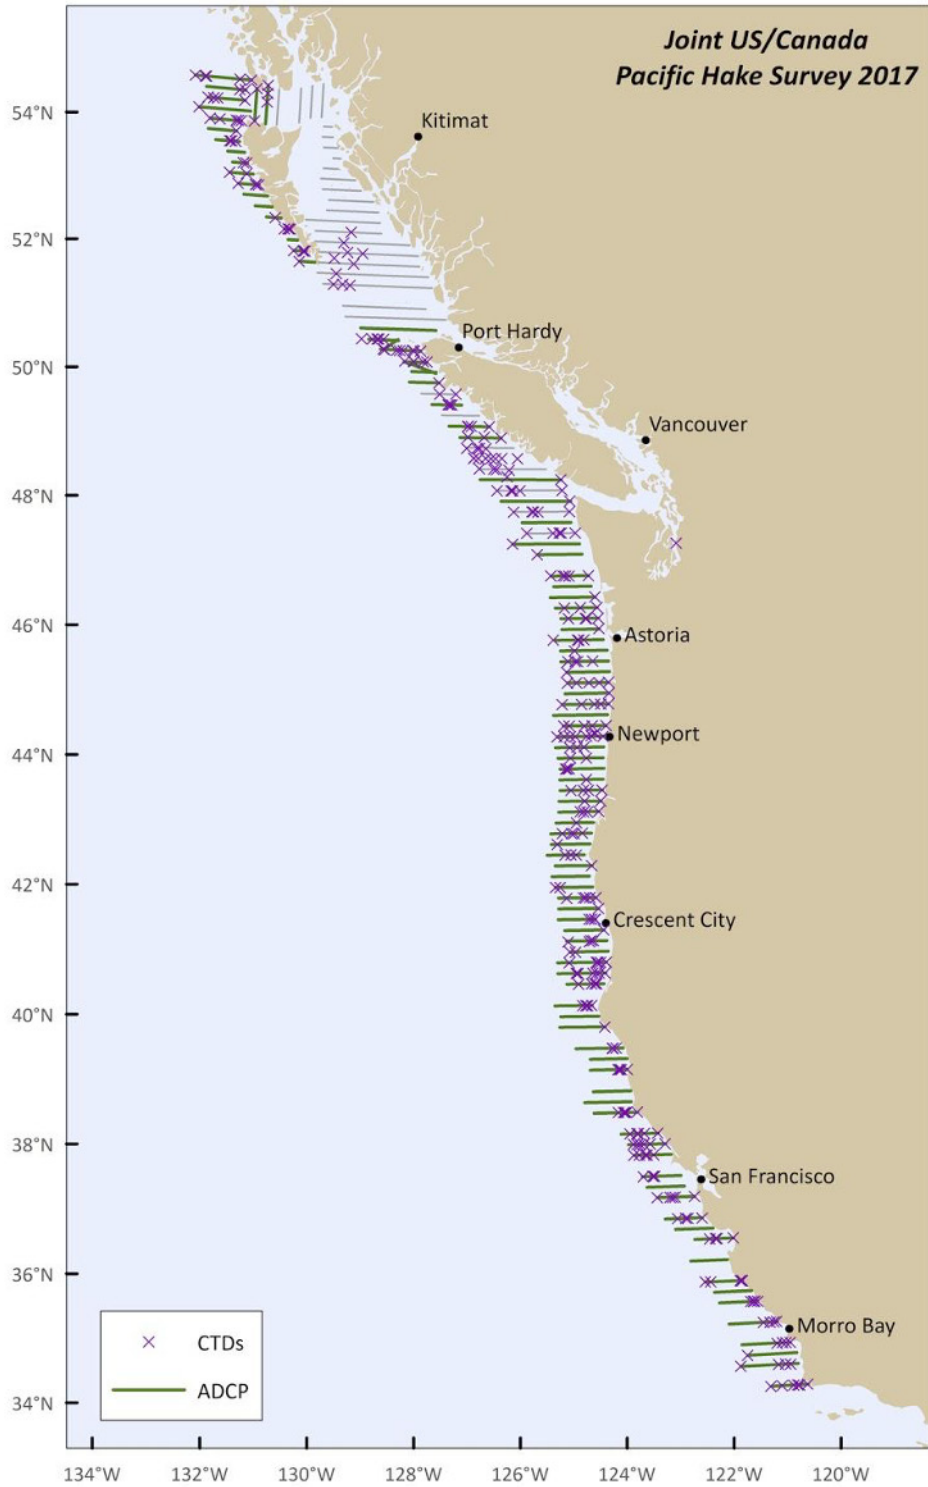 Joint US/Canada
Pacific Hake Survey 2017
54°N
Kitimat
52°N
Port Hardy
50°N
Vancouver
48°N
46°N
Astoria
Newport
44°N
42°N
Crescent City
40°N
38°N
San Francisco
36°N
Morro Bay
CTDs
ADCP
34°N
134°W 132°W 130°W 128°W 126°W 124°W 122°W 120°W